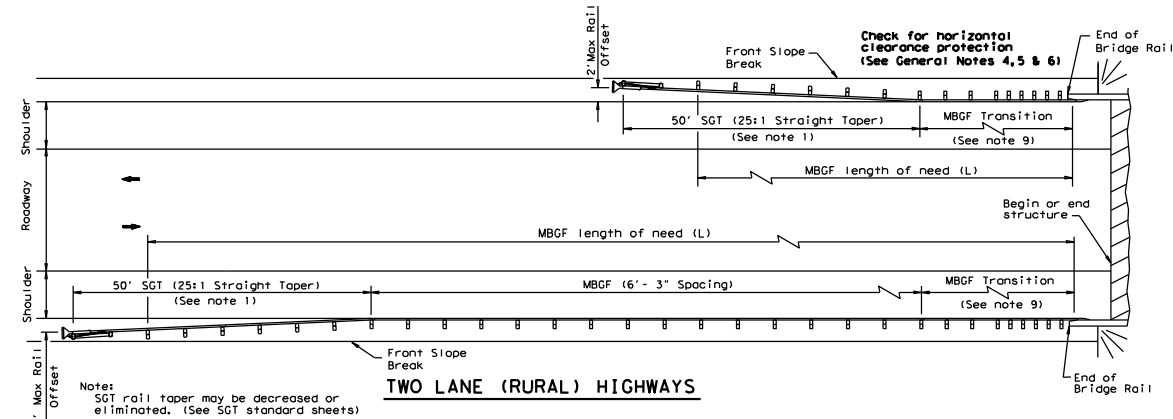 2' Max Rail
Offset
Front Slope
Break
Check for horizontal
clearance protection
(See General Notes 4,5 & 6)
End of
Bridge Rail
Shoulder
50' SGT (25:1 Straight Taper)
(See note 1)
MBGF Transition
(See note 9)
MBGF length of need (L)
Roadway
Begin or end
structure
MBGF length of need (L)
Shoulder
50' SGT (25:1 Straight Taper)
(See note 1)
MBGF (6'- 3" Spacing)
MBGF Transition
(See note 9)
' Max Rail
Offset
Front Slope
Break
End of
Bridge Rail
Note:
SGT rail taper may be decreased or
eliminated. (See SGT standard sheets)
TWO LANE (RURAL) HIGHWAYS